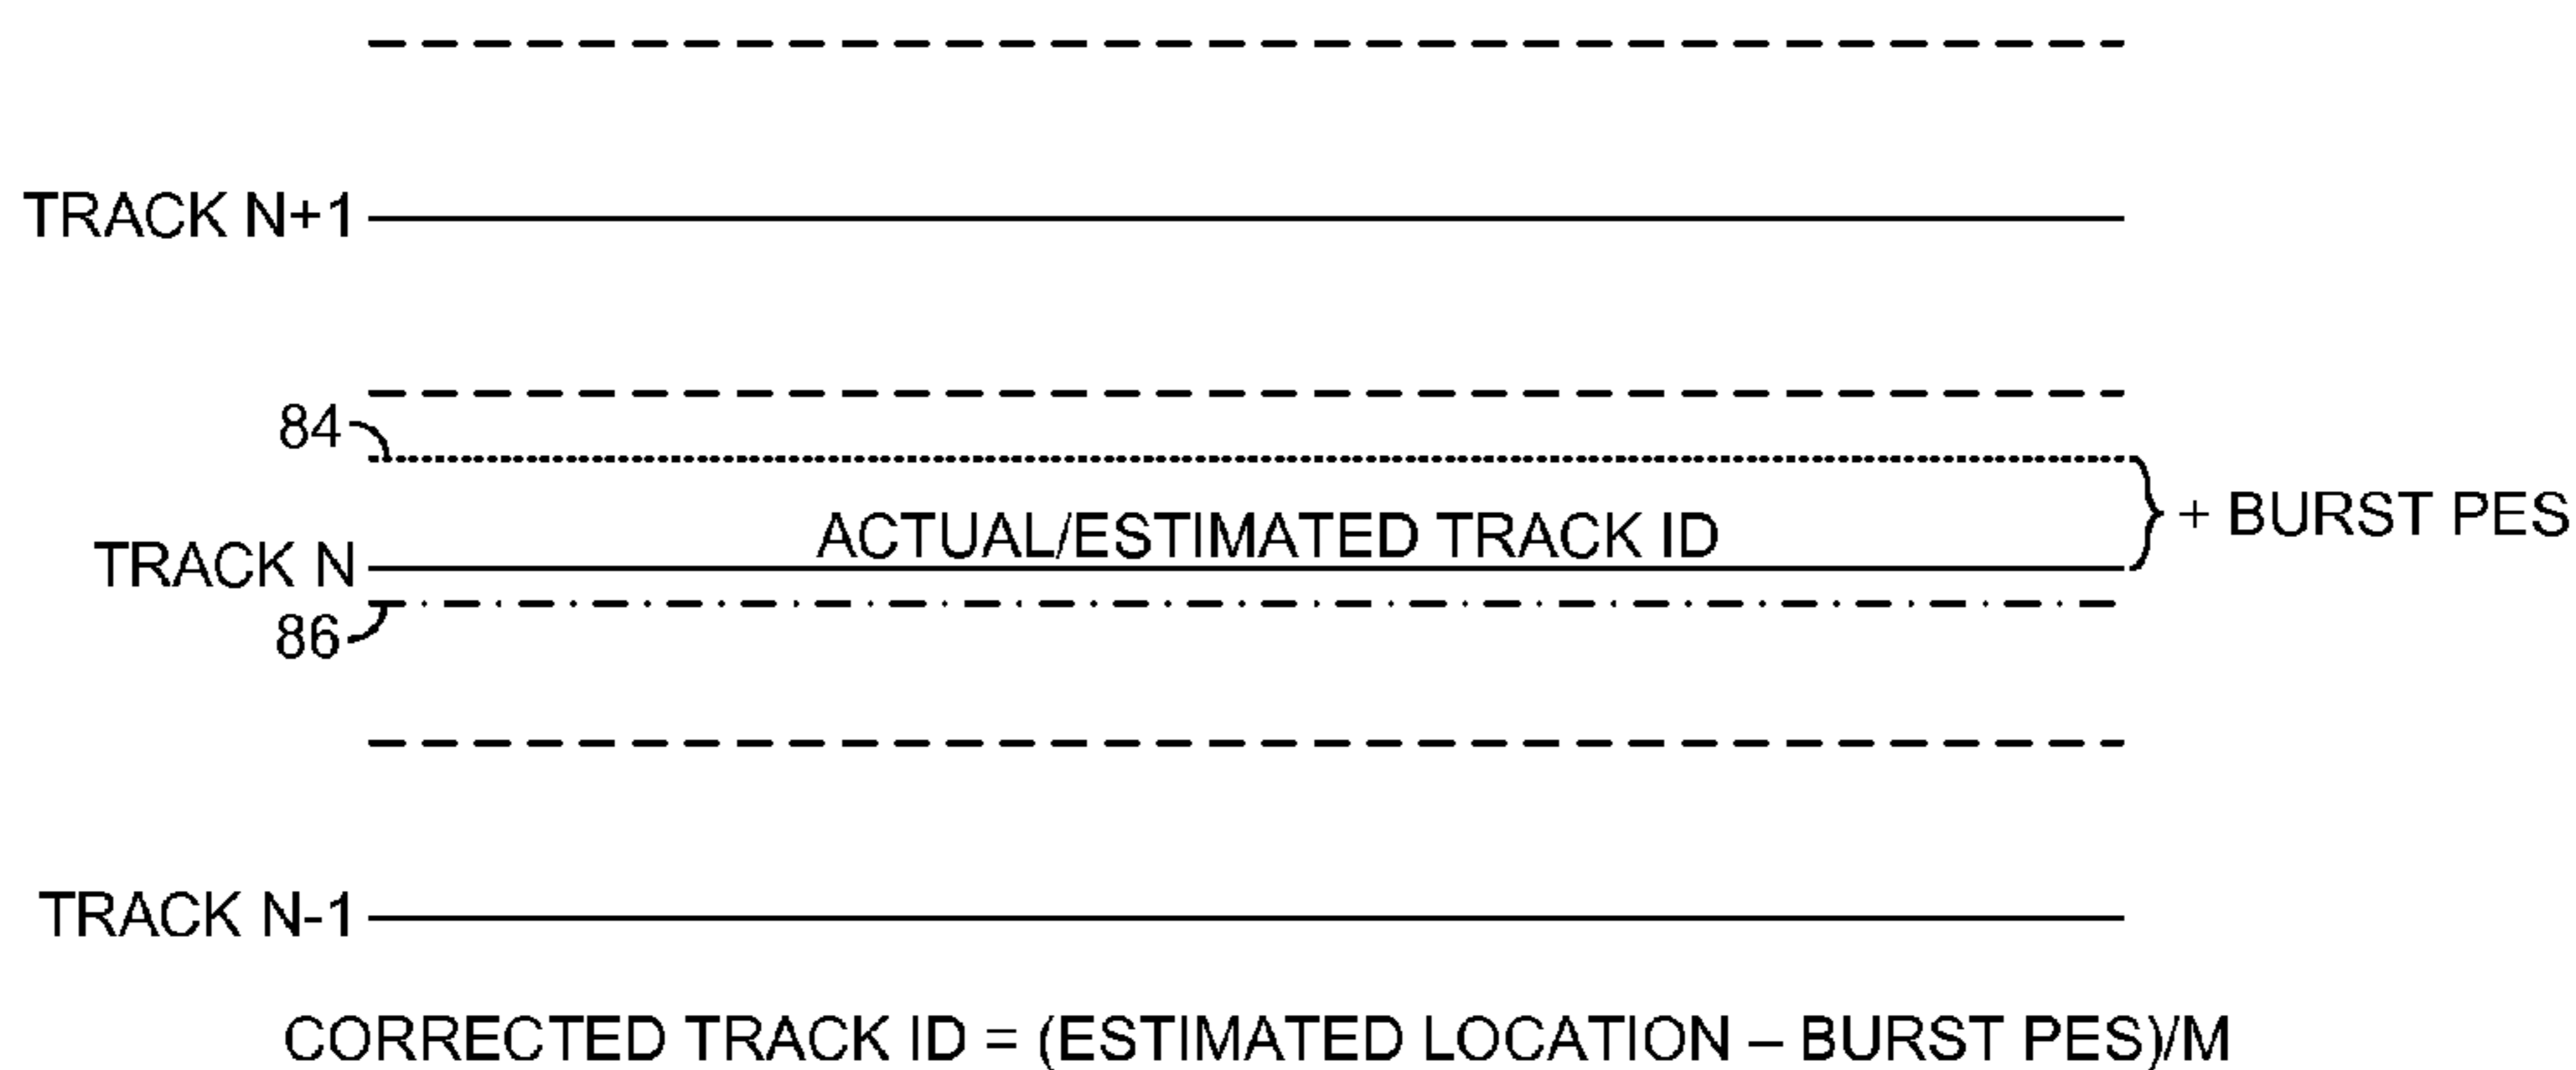 TRACK N+1
84
ACTUAL/ESTIMATED TRACK ID
+ BURST PES
TRACK N
86
TRACK N-1
CORRECTED TRACK ID = (ESTIMATED LOCATION – BURST PES)/M